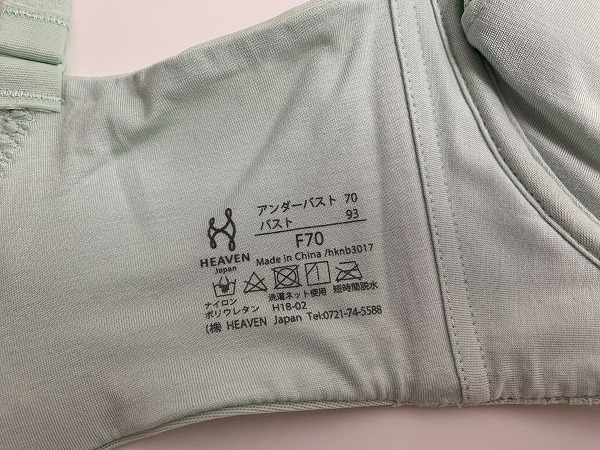 アンダーバスト 70
バスト 93
F70
Made in China /hknb3017
HEAVEN
Japan
洗濯ネット使用 短時間脱水
ナイロン
ポリウレタン H18-02
(株) HEAVEN Japan Tel:0721-74-5588